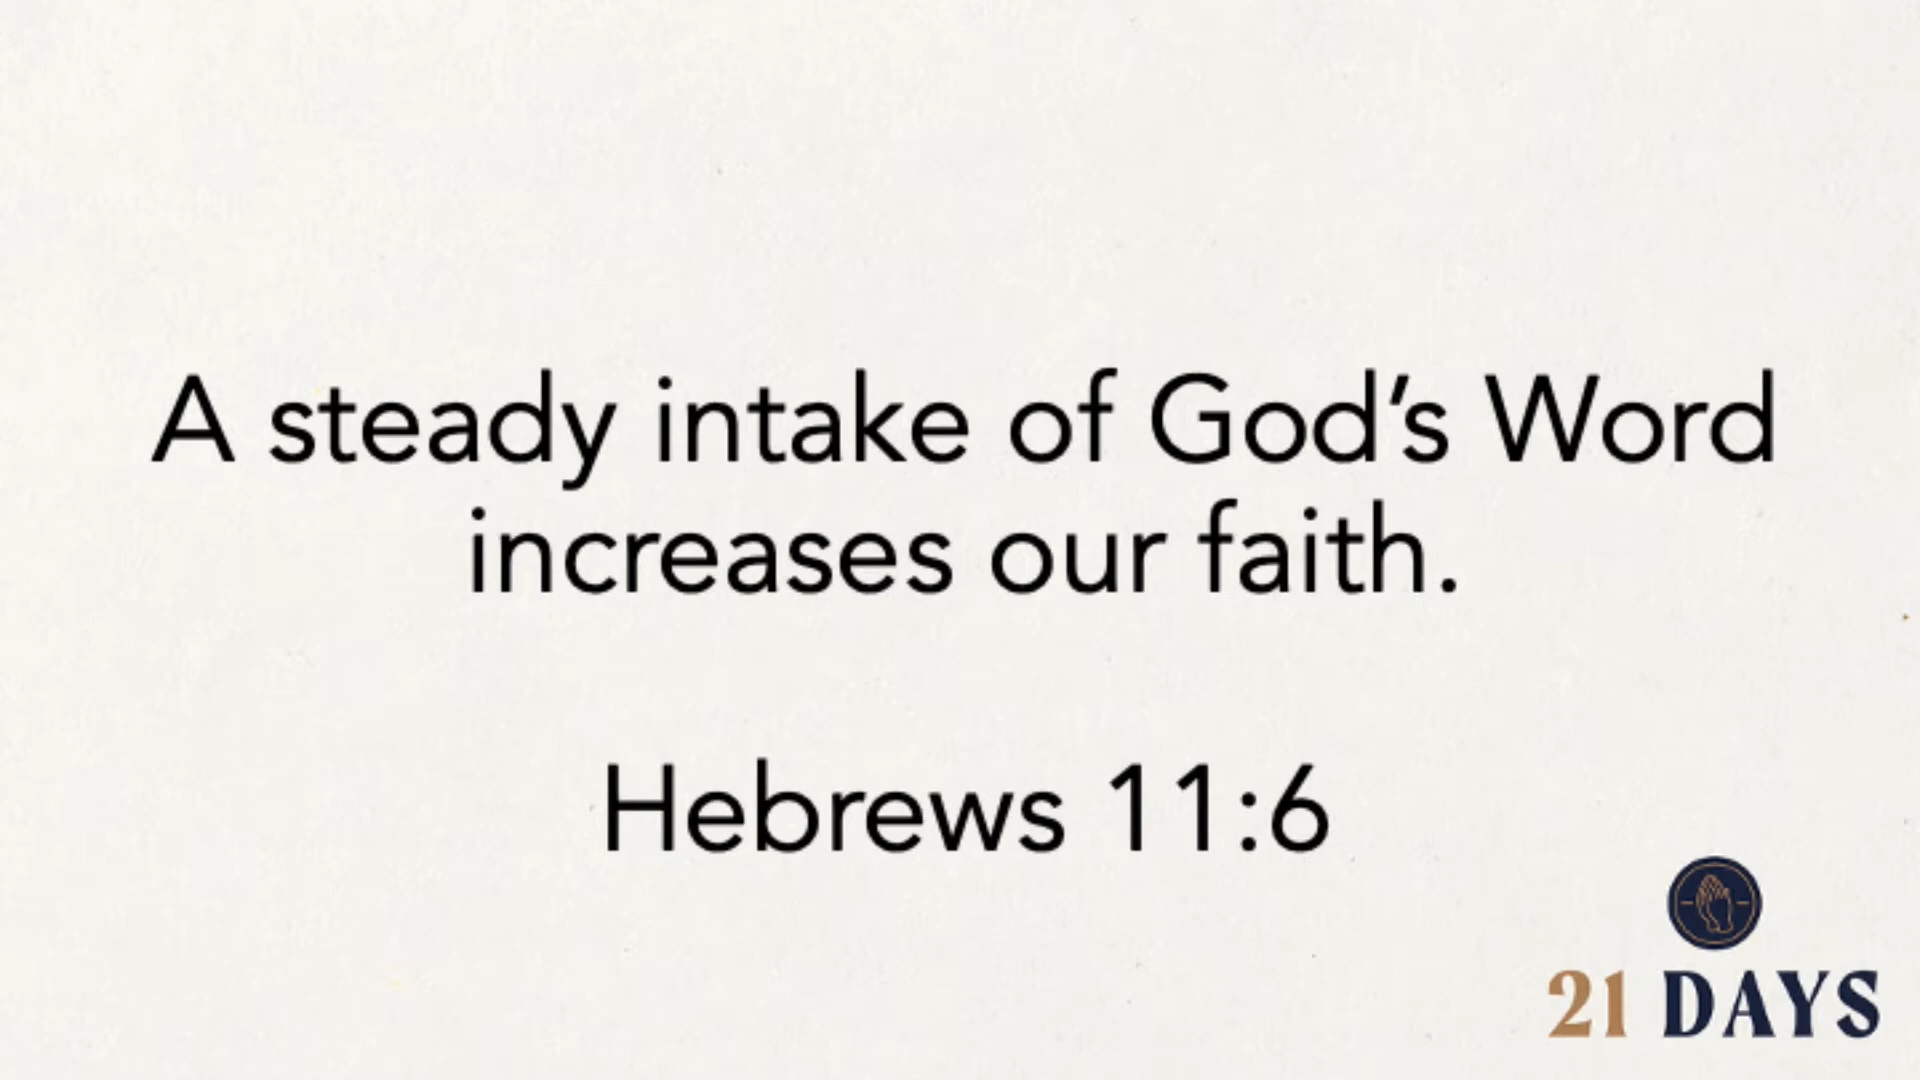 A steady intake of God’s Word
increases our faith.
Hebrews 11:6
21 DAYS